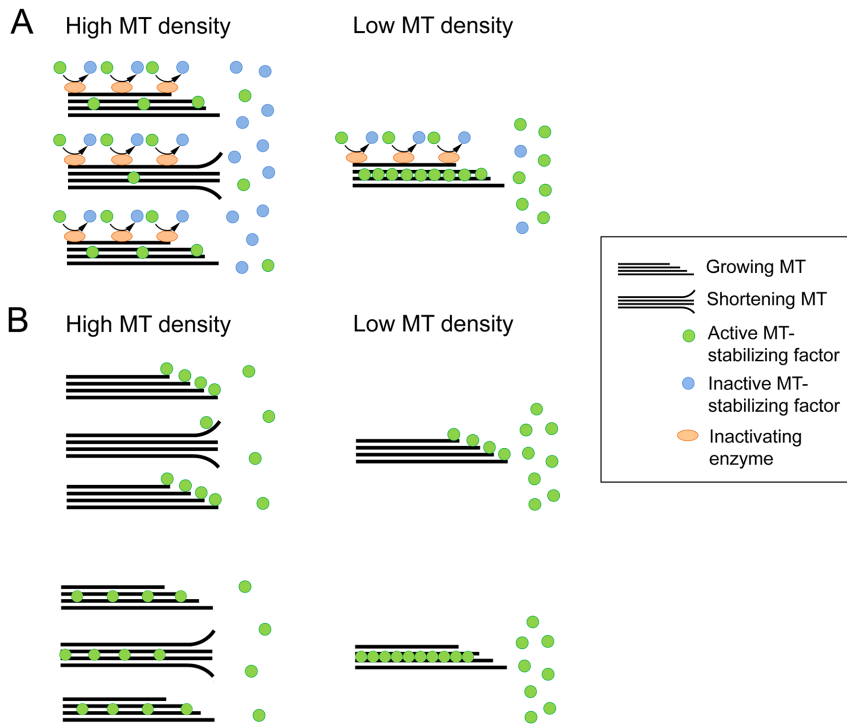 A
High MT density
Low MT density
B
High MT density
Low MT density
Growing MT
Shortening MT
Active MT-
stabilizing factor
Inactive MT-
stabilizing factor
Inactivating
enzyme